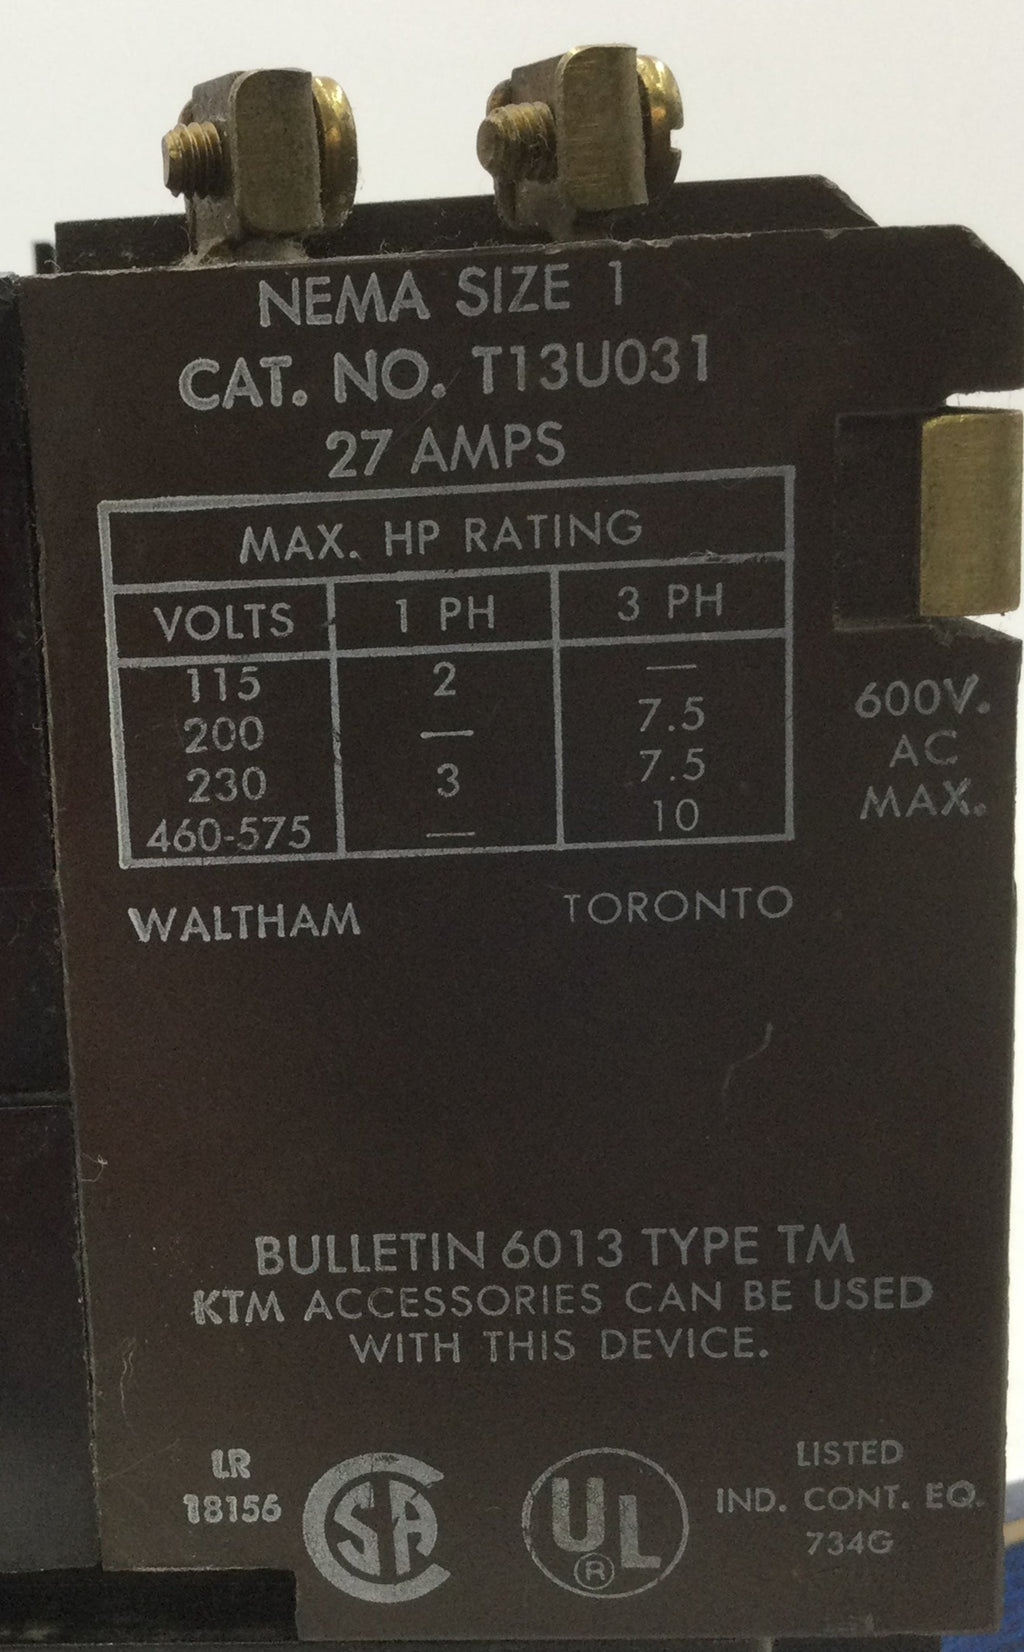 NEMA SIZE 1
CAT. NO. T13U031
27 AMPS
MAX. HP RATING
VOLTS 1 PH 3 PH
115 2 —
200 — 7.5
230 3 7.5
460-575 — 10
600V.
AC
MAX.
WALTHAM TORONTO
BULLETIN 6013 TYPE TM
KTM ACCESSORIES CAN BE USED
WITH THIS DEVICE.
LR
18156
CSA
UL
®
LISTED
IND. CONT. EQ.
734G